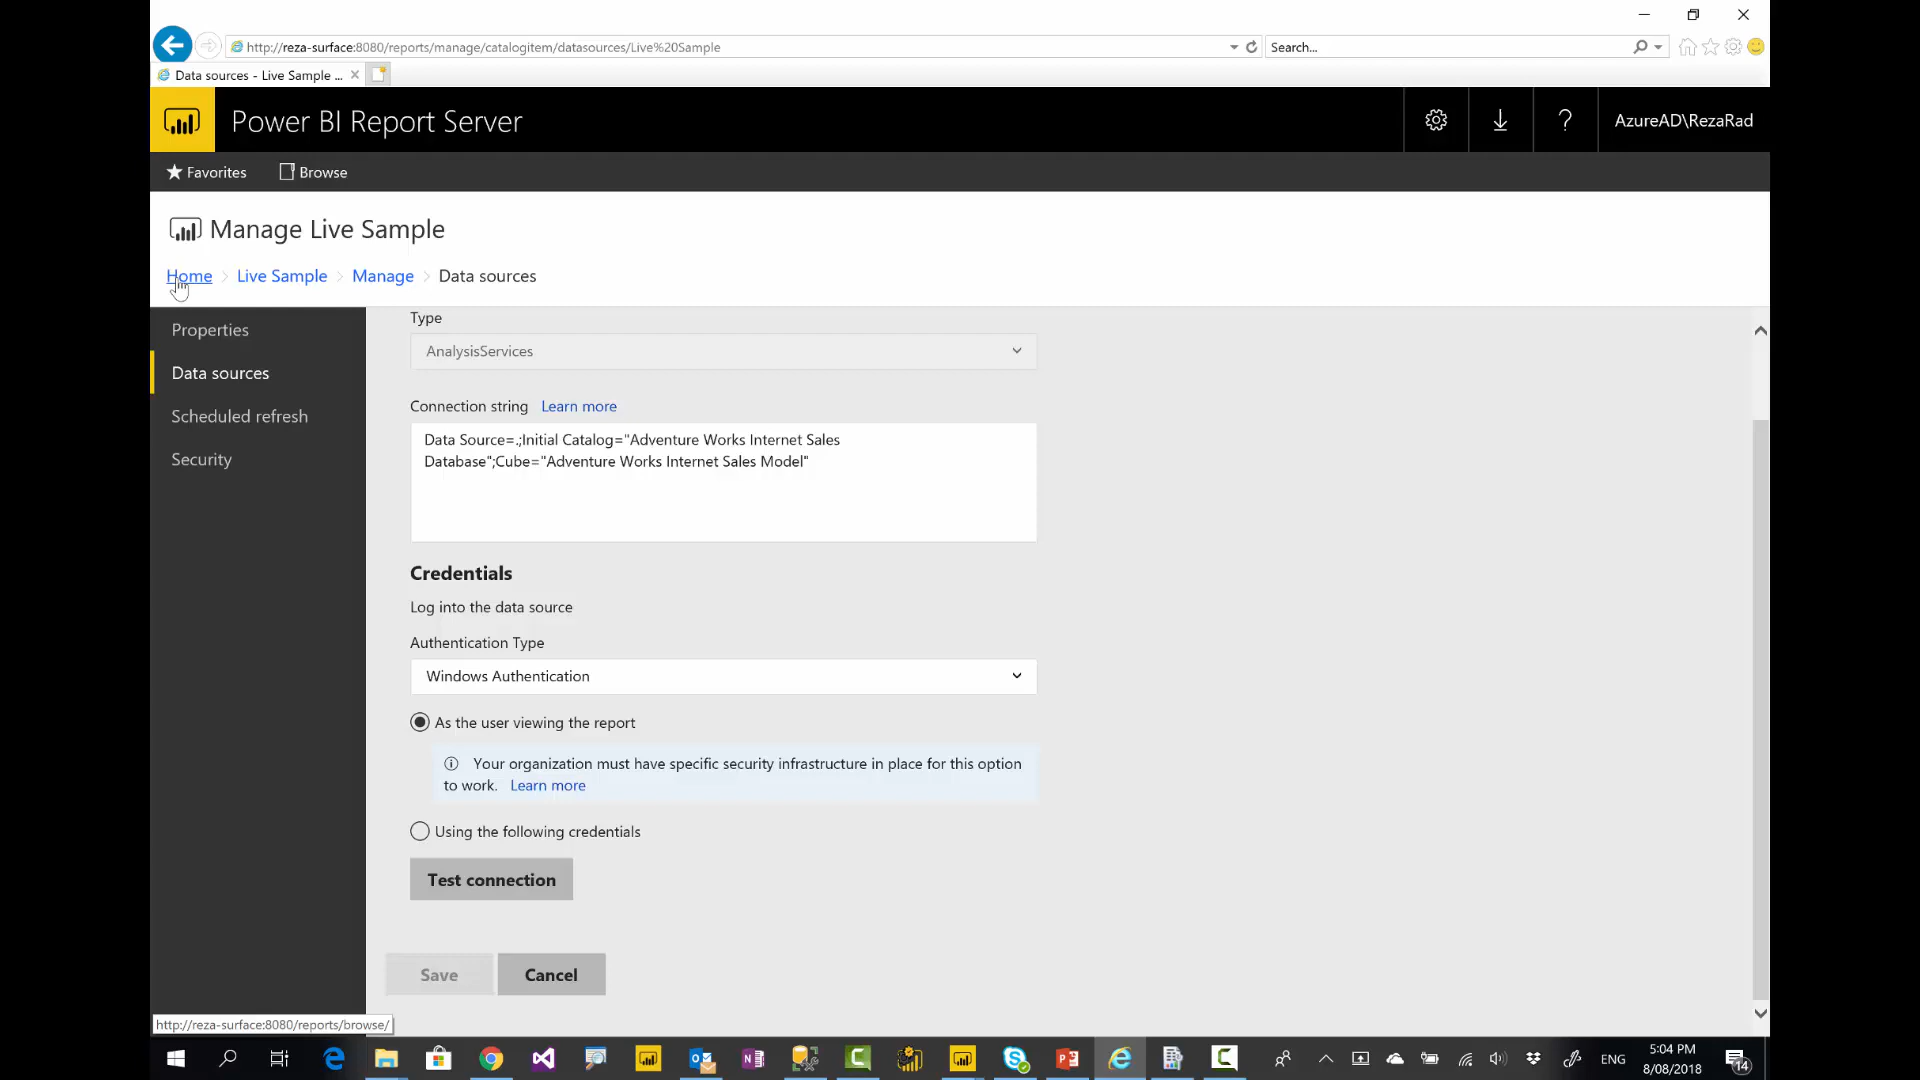 http://reza-surface:8080/reports/manage/catalogitem/datasources/Live%20Sample
Search...
Data sources - Live Sample ...
Power BI Report Server
AzureAD\RezaRad
Favorites
Browse
Manage Live Sample
Home
Live Sample
Manage
Data sources
Properties
Data sources
Scheduled refresh
Security
Type
AnalysisServices
Connection string Learn more
Data Source=.;Initial Catalog="Adventure Works Internet Sales
Database";Cube="Adventure Works Internet Sales Model"
Credentials
Log into the data source
Authentication Type
Windows Authentication
As the user viewing the report
Your organization must have specific security infrastructure in place for this option
to work. Learn more
Using the following credentials
Test connection
Save
Cancel
http://reza-surface:8080/reports/browse/
ENG
5:04 PM
8/08/2018
14